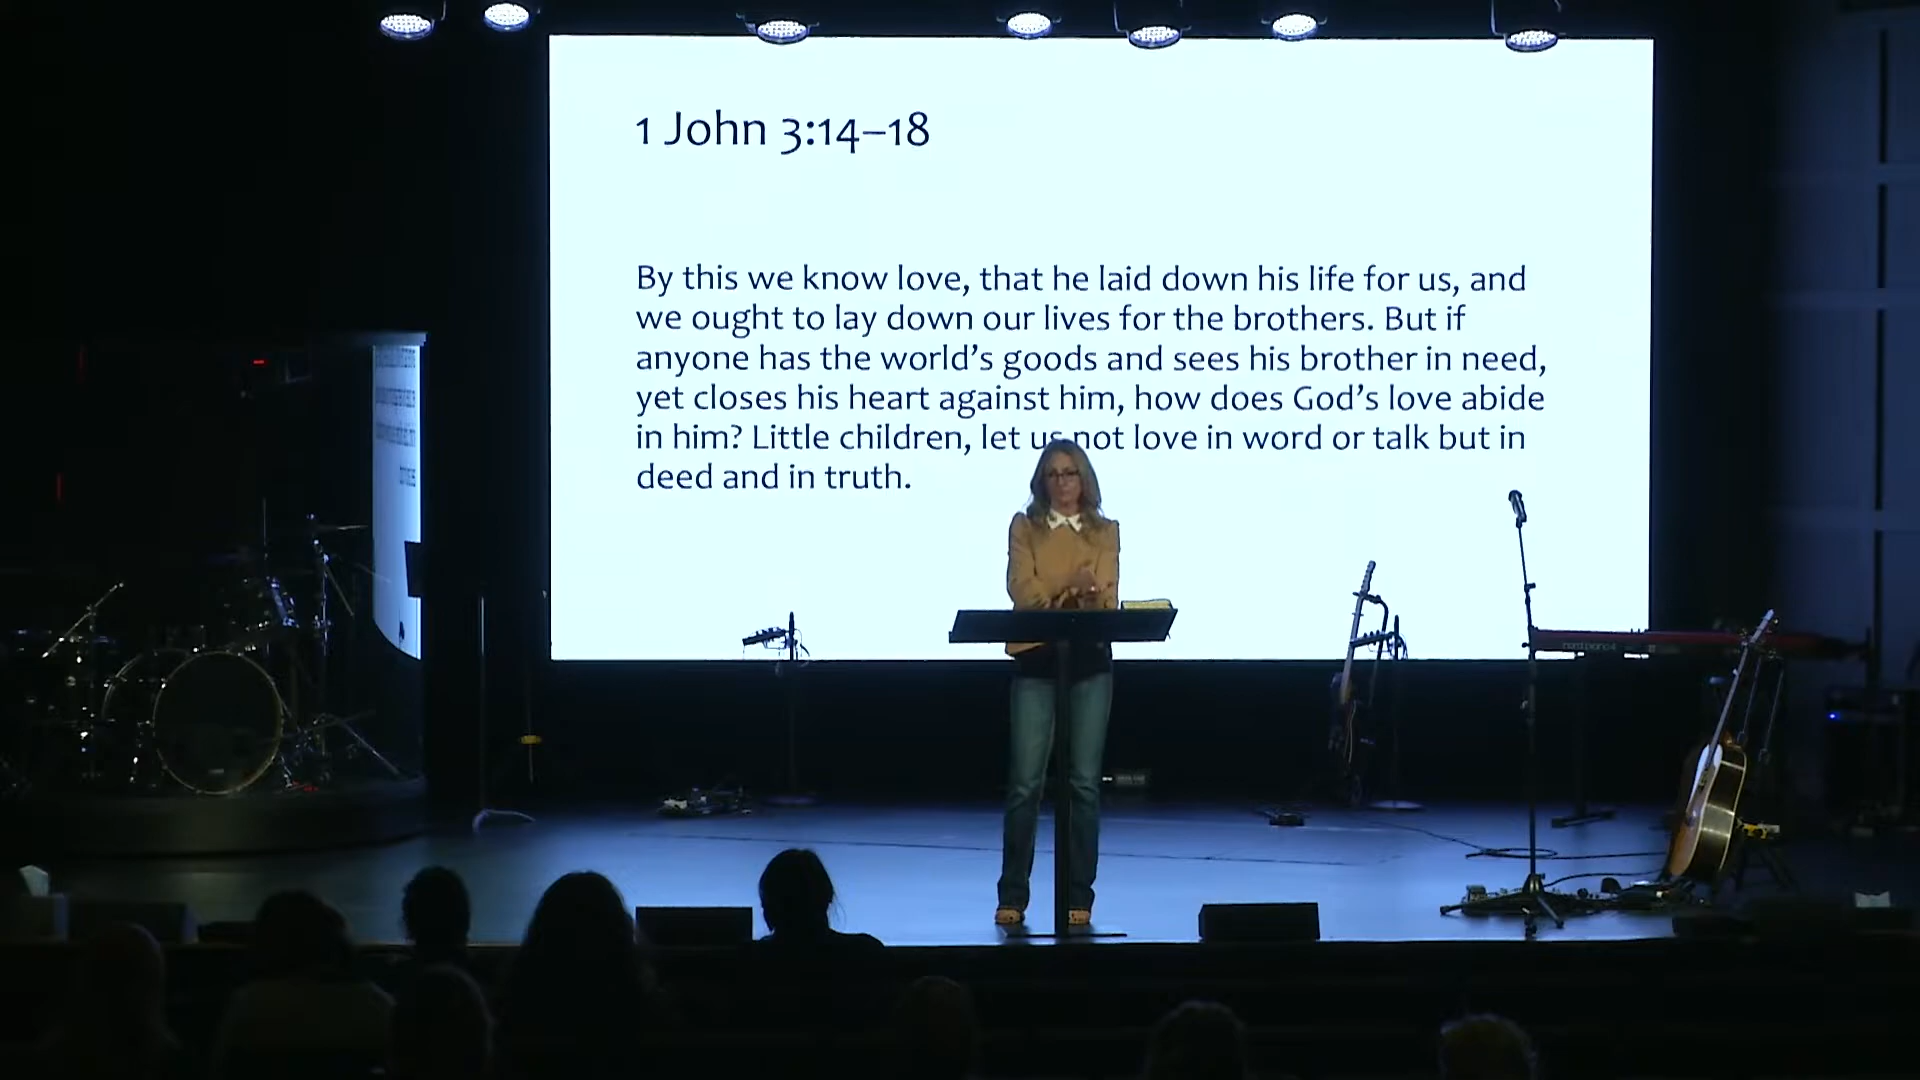 1 John 3:14–18
By this we know love, that he laid down his life for us, and
we ought to lay down our lives for the brothers. But if
anyone has the world’s goods and sees his brother in need,
yet closes his heart against him, how does God’s love abide
in him? Little children, let us not love in word or talk but in
deed and in truth.